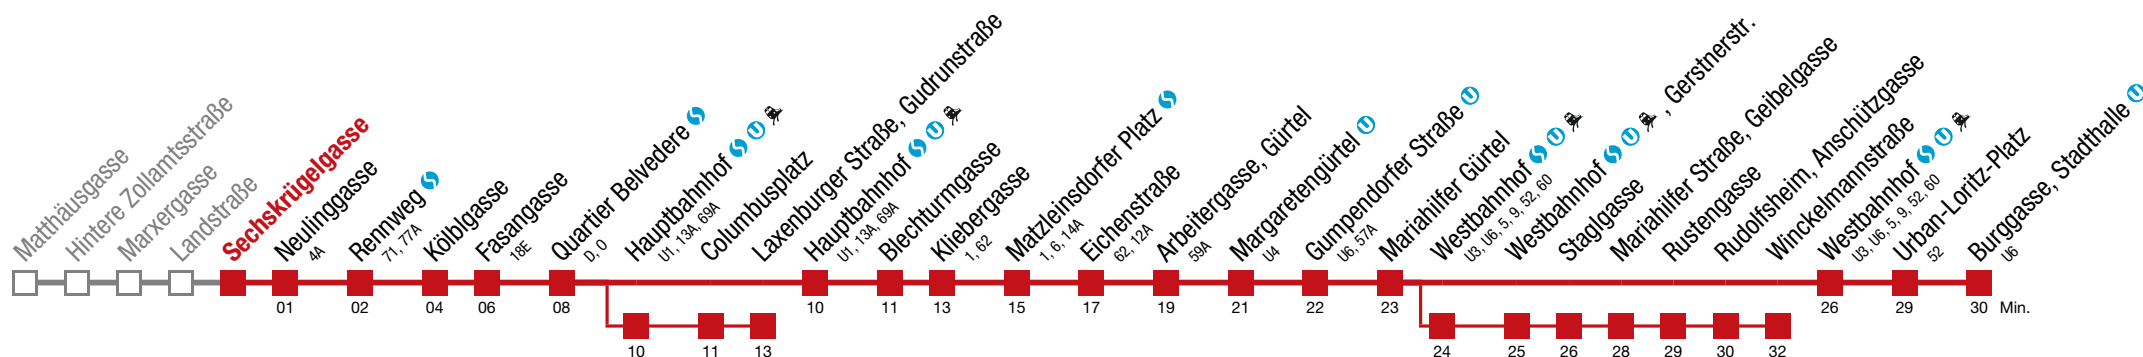 Matthäusgasse
Hintere Zollamtsstraße
Marxergasse
Landstraße
Sechskrügelgasse
Neulinggasse
4A
Rennweg
71, 77A
Kölblgasse
Fasangasse
18E
Quartier Belvedere
D, O
Hauptbahnhof
U1, 13A, 69A
Columbusplatz
Laxenburger Straße, Gudrunstraße
Hauptbahnhof
U1, 13A, 69A
Blechturmgasse
Kliebergasse
1, 62
Matzleinsdorfer Platz
1, 6, 14A
Eichenstraße
62, 12A
Arbeitergasse, Gürtel
59A
Margaretengürtel
U4
Gumpendorfer Straße
U6, 57A
Mariahilfer Gürtel
Westbahnhof
U3, U6, 5, 9, 52, 60
Westbahnhof , Gerstnerstr.
Staglgasse
Mariahilfer Straße, Geibelgasse
Rustengasse
Rudolfsheim, Anschützgasse
Winckelmannstraße
Westbahnhof
U3, U6, 5, 9, 52, 60
Urban-Loritz-Platz
52
Burggasse, Stadthalle
U6
01 02 04 06 08 10 11 13 15 17 19 21 22 23 26 29 30 Min.
10 11 13 24 25 26 28 29 30 32